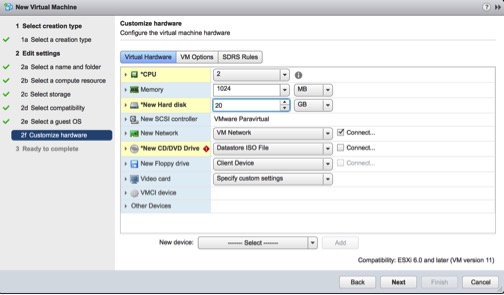 New Virtual Machine
1 Select creation type
1a Select a creation type
2 Edit settings
2a Select a name and folder
2b Select a compute resource
2c Select storage
2d Select compatibility
2e Select a guest OS
2f Customize hardware
3 Ready to complete
Customize hardware
Configure the virtual machine hardware
Virtual Hardware VM Options SDRS Rules
*CPU 2
Memory 1024 MB
*New Hard disk 20 GB
New SCSI controller VMware Paravirtual
New Network VM Network Connect...
*New CD/DVD Drive Datastore ISO File Connect...
New Floppy drive Client Device Connect...
Video card Specify custom settings
VMCI device
Other Devices
New device: ------ Select ------ Add
Compatibility: ESXi 6.0 and later (VM version 11)
Back Next Finish Cancel